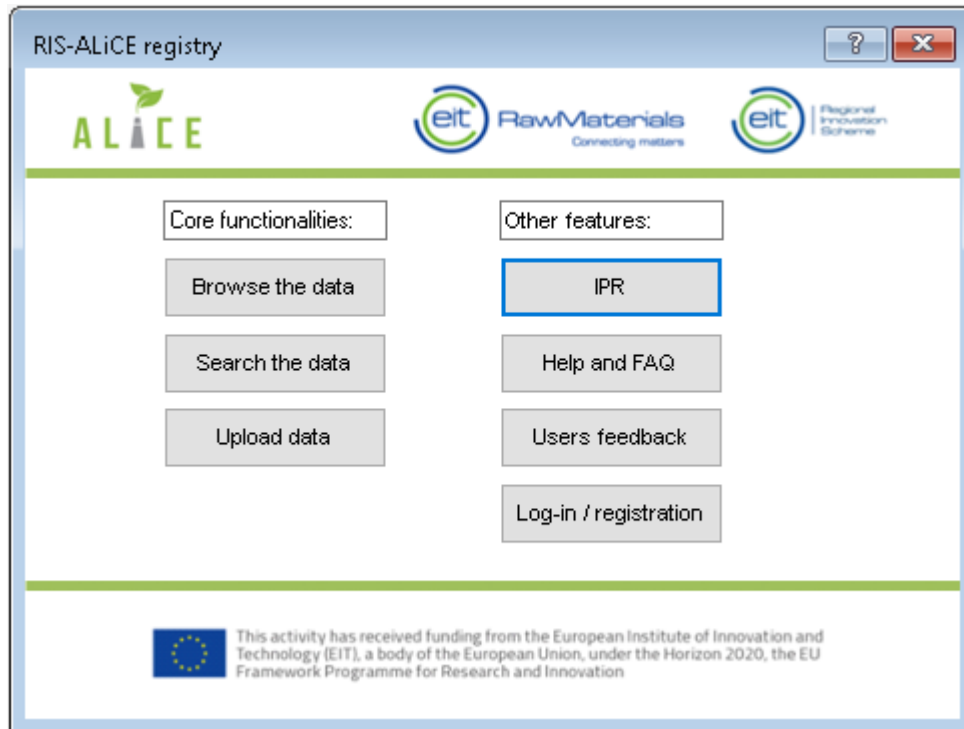 RIS-ALiCE registry
?
ALiCE
eit RawMaterials
Connecting matters
eit Regional
Innovation
Scheme
Core functionalities:
Browse the data
Search the data
Upload data
Other features:
IPR
Help and FAQ
Users feedback
Log-in / registration
This activity has received funding from the European Institute of Innovation and
Technology (EIT), a body of the European Union, under the Horizon 2020, the EU
Framework Programme for Research and Innovation